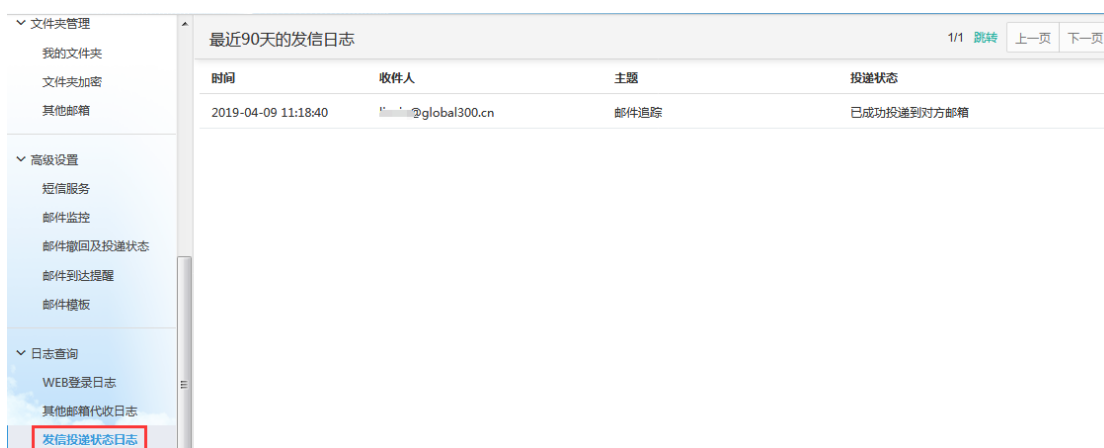 文件夹管理
我的文件夹
文件夹加密
其他邮箱
高级设置
短信服务
邮件监控
邮件撤回及投递状态
邮件到达提醒
邮件模板
日志查询
WEB登录日志
其他邮箱代收日志
发信投递状态日志
最近90天的发信日志 1/1 跳转 上一页 下一页
时间 收件人 主题 投递状态
2019-04-09 11:18:40 @global300.cn 邮件追踪 已成功投递到对方邮箱